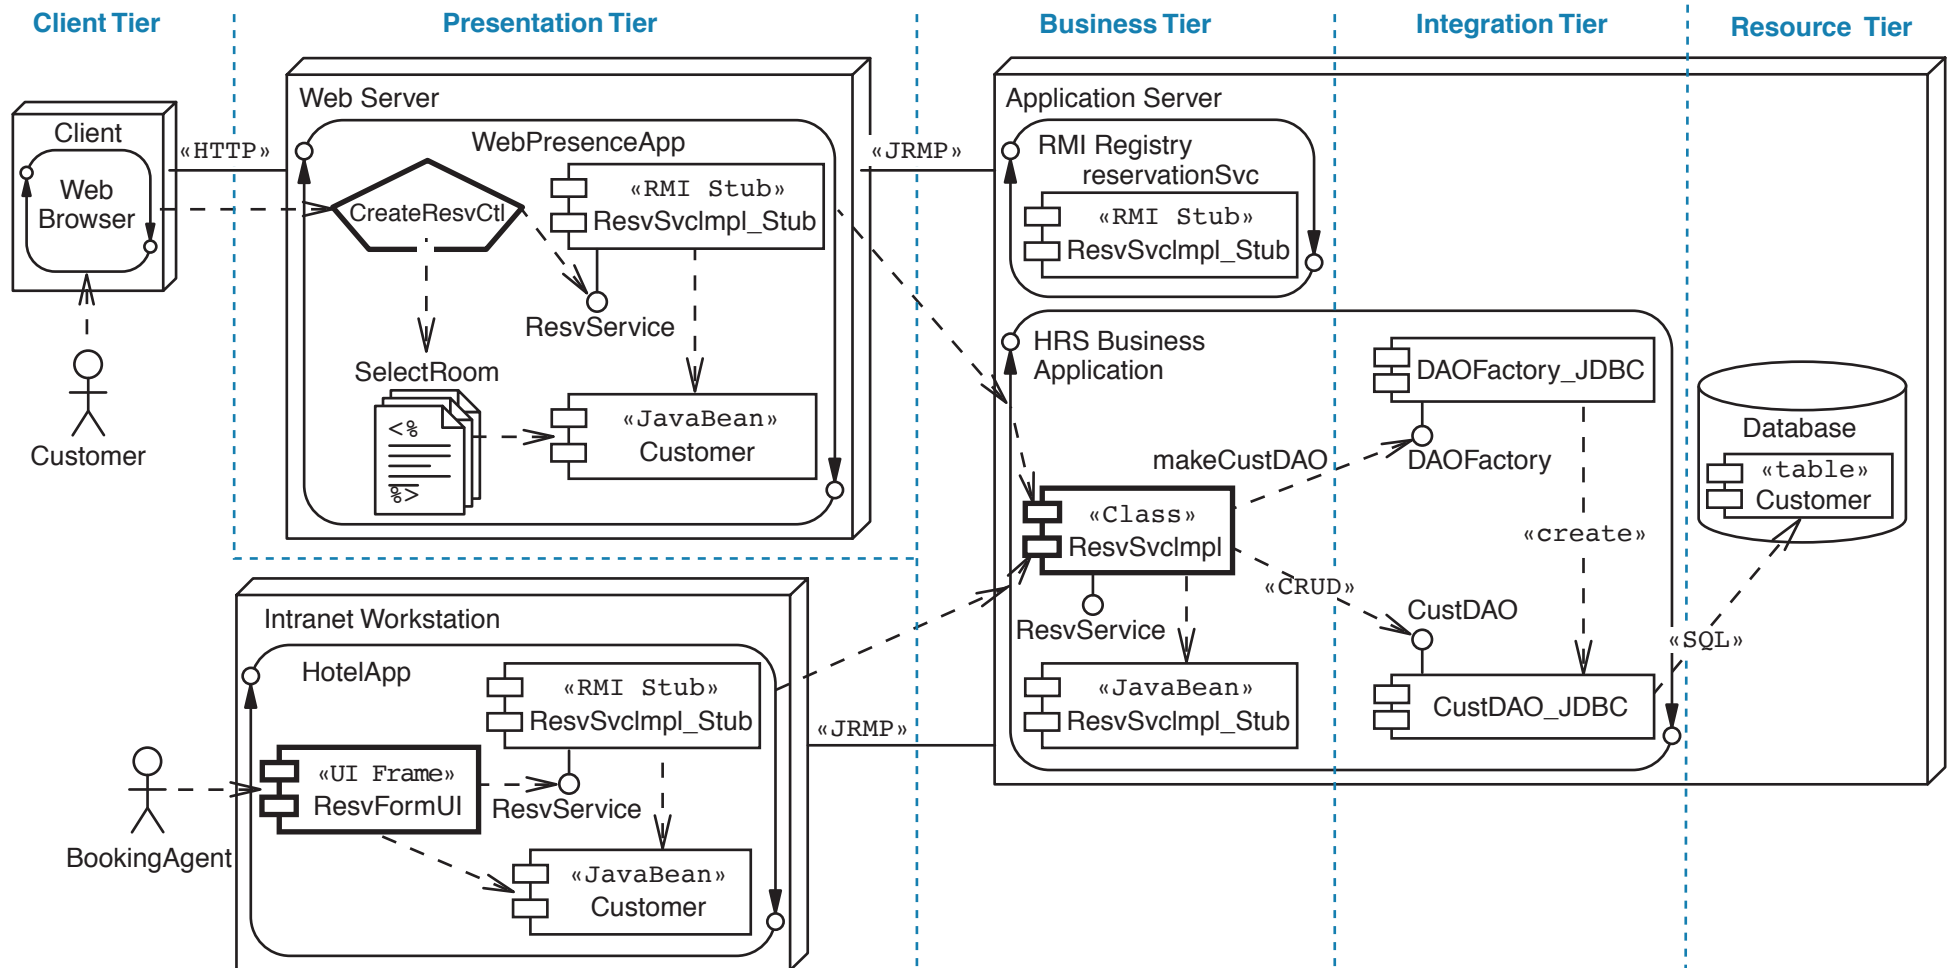 Client Tier
Presentation Tier
Business Tier
Integration Tier
Resource Tier
Client
Web
Browser
Customer
«HTTP»
Web Server
WebPresenceApp
CreateResvCtl
«RMI Stub»
ResvSvcImpl_Stub
ResvService
SelectRoom
<%
%>
«JavaBean»
Customer
«JRMP»
Application Server
RMI Registry
reservationSvc
«RMI Stub»
ResvSvcImpl_Stub
HRS Business
Application
DAOFactory_JDBC
DAOFactory
makeCustDAO
«Class»
ResvSvcImpl
ResvService
«create»
«CRUD»
CustDAO
«JavaBean»
ResvSvcImpl_Stub
CustDAO_JDBC
«SQL»
Database
«table»
Customer
Intranet Workstation
HotelApp
«RMI Stub»
ResvSvcImpl_Stub
«JRMP»
«UI Frame»
ResvFormUI
ResvService
BookingAgent
«JavaBean»
Customer